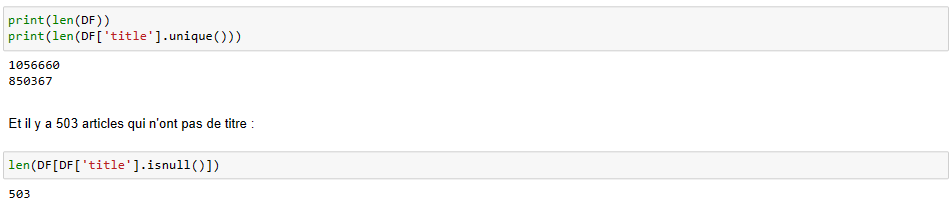 print(len(DF))
print(len(DF['title'].unique()))
1056660
850367
Et il y a 503 articles qui n'ont pas de titre :
len(DF[DF['title'].isnull()])
503